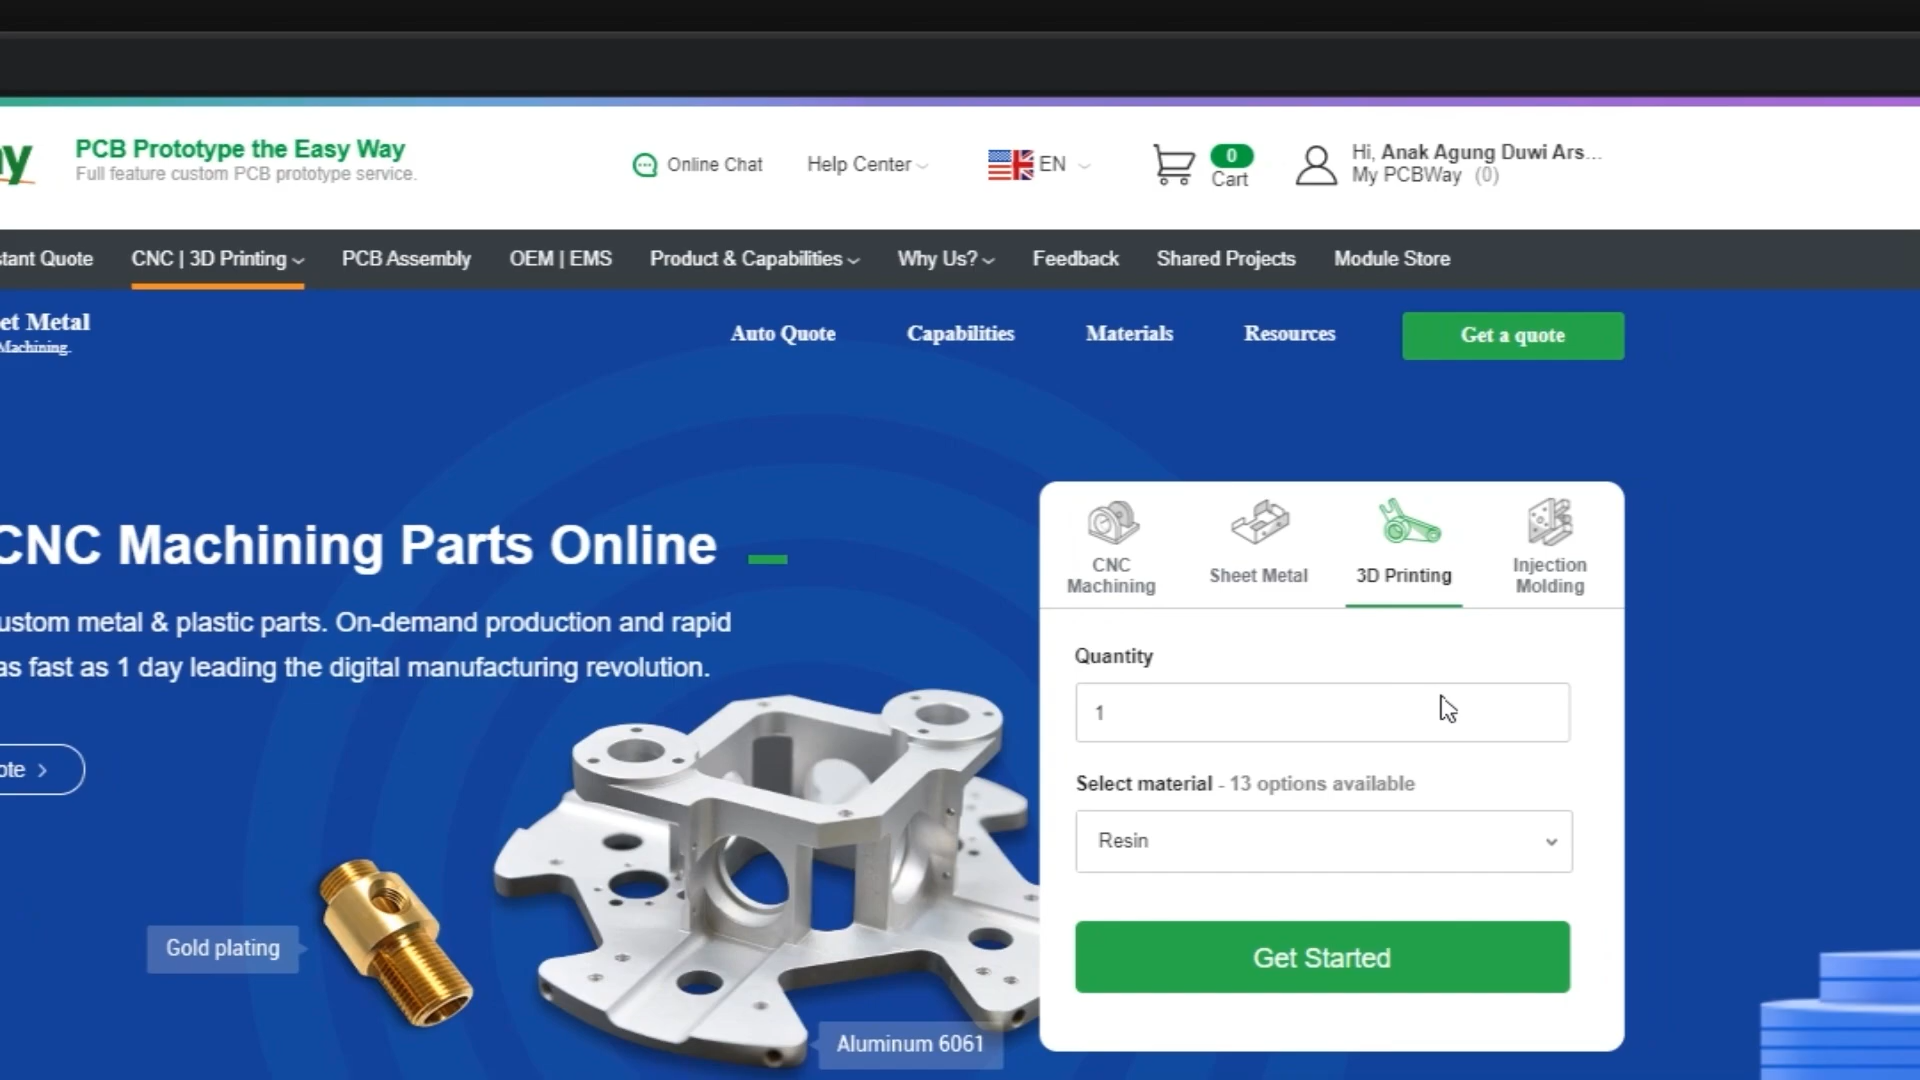 ay
PCB Prototype the Easy Way
Full feature custom PCB prototype service.
Online Chat
Help Center
EN
0
Cart
Hi, Anak Agung Duwi Ars...
My PCBWay (0)
stant Quote
CNC | 3D Printing
PCB Assembly
OEM | EMS
Product & Capabilities
Why Us?
Feedback
Shared Projects
Module Store
et Metal
Machining.
Auto Quote
Capabilities
Materials
Resources
Get a quote
CNC Machining Parts Online
ustom metal & plastic parts. On-demand production and rapid
as fast as 1 day leading the digital manufacturing revolution.
ote
Gold plating
Aluminum 6061
CNC
Machining
Sheet Metal
3D Printing
Injection
Molding
Quantity
1
Select material - 13 options available
Resin
Get Started